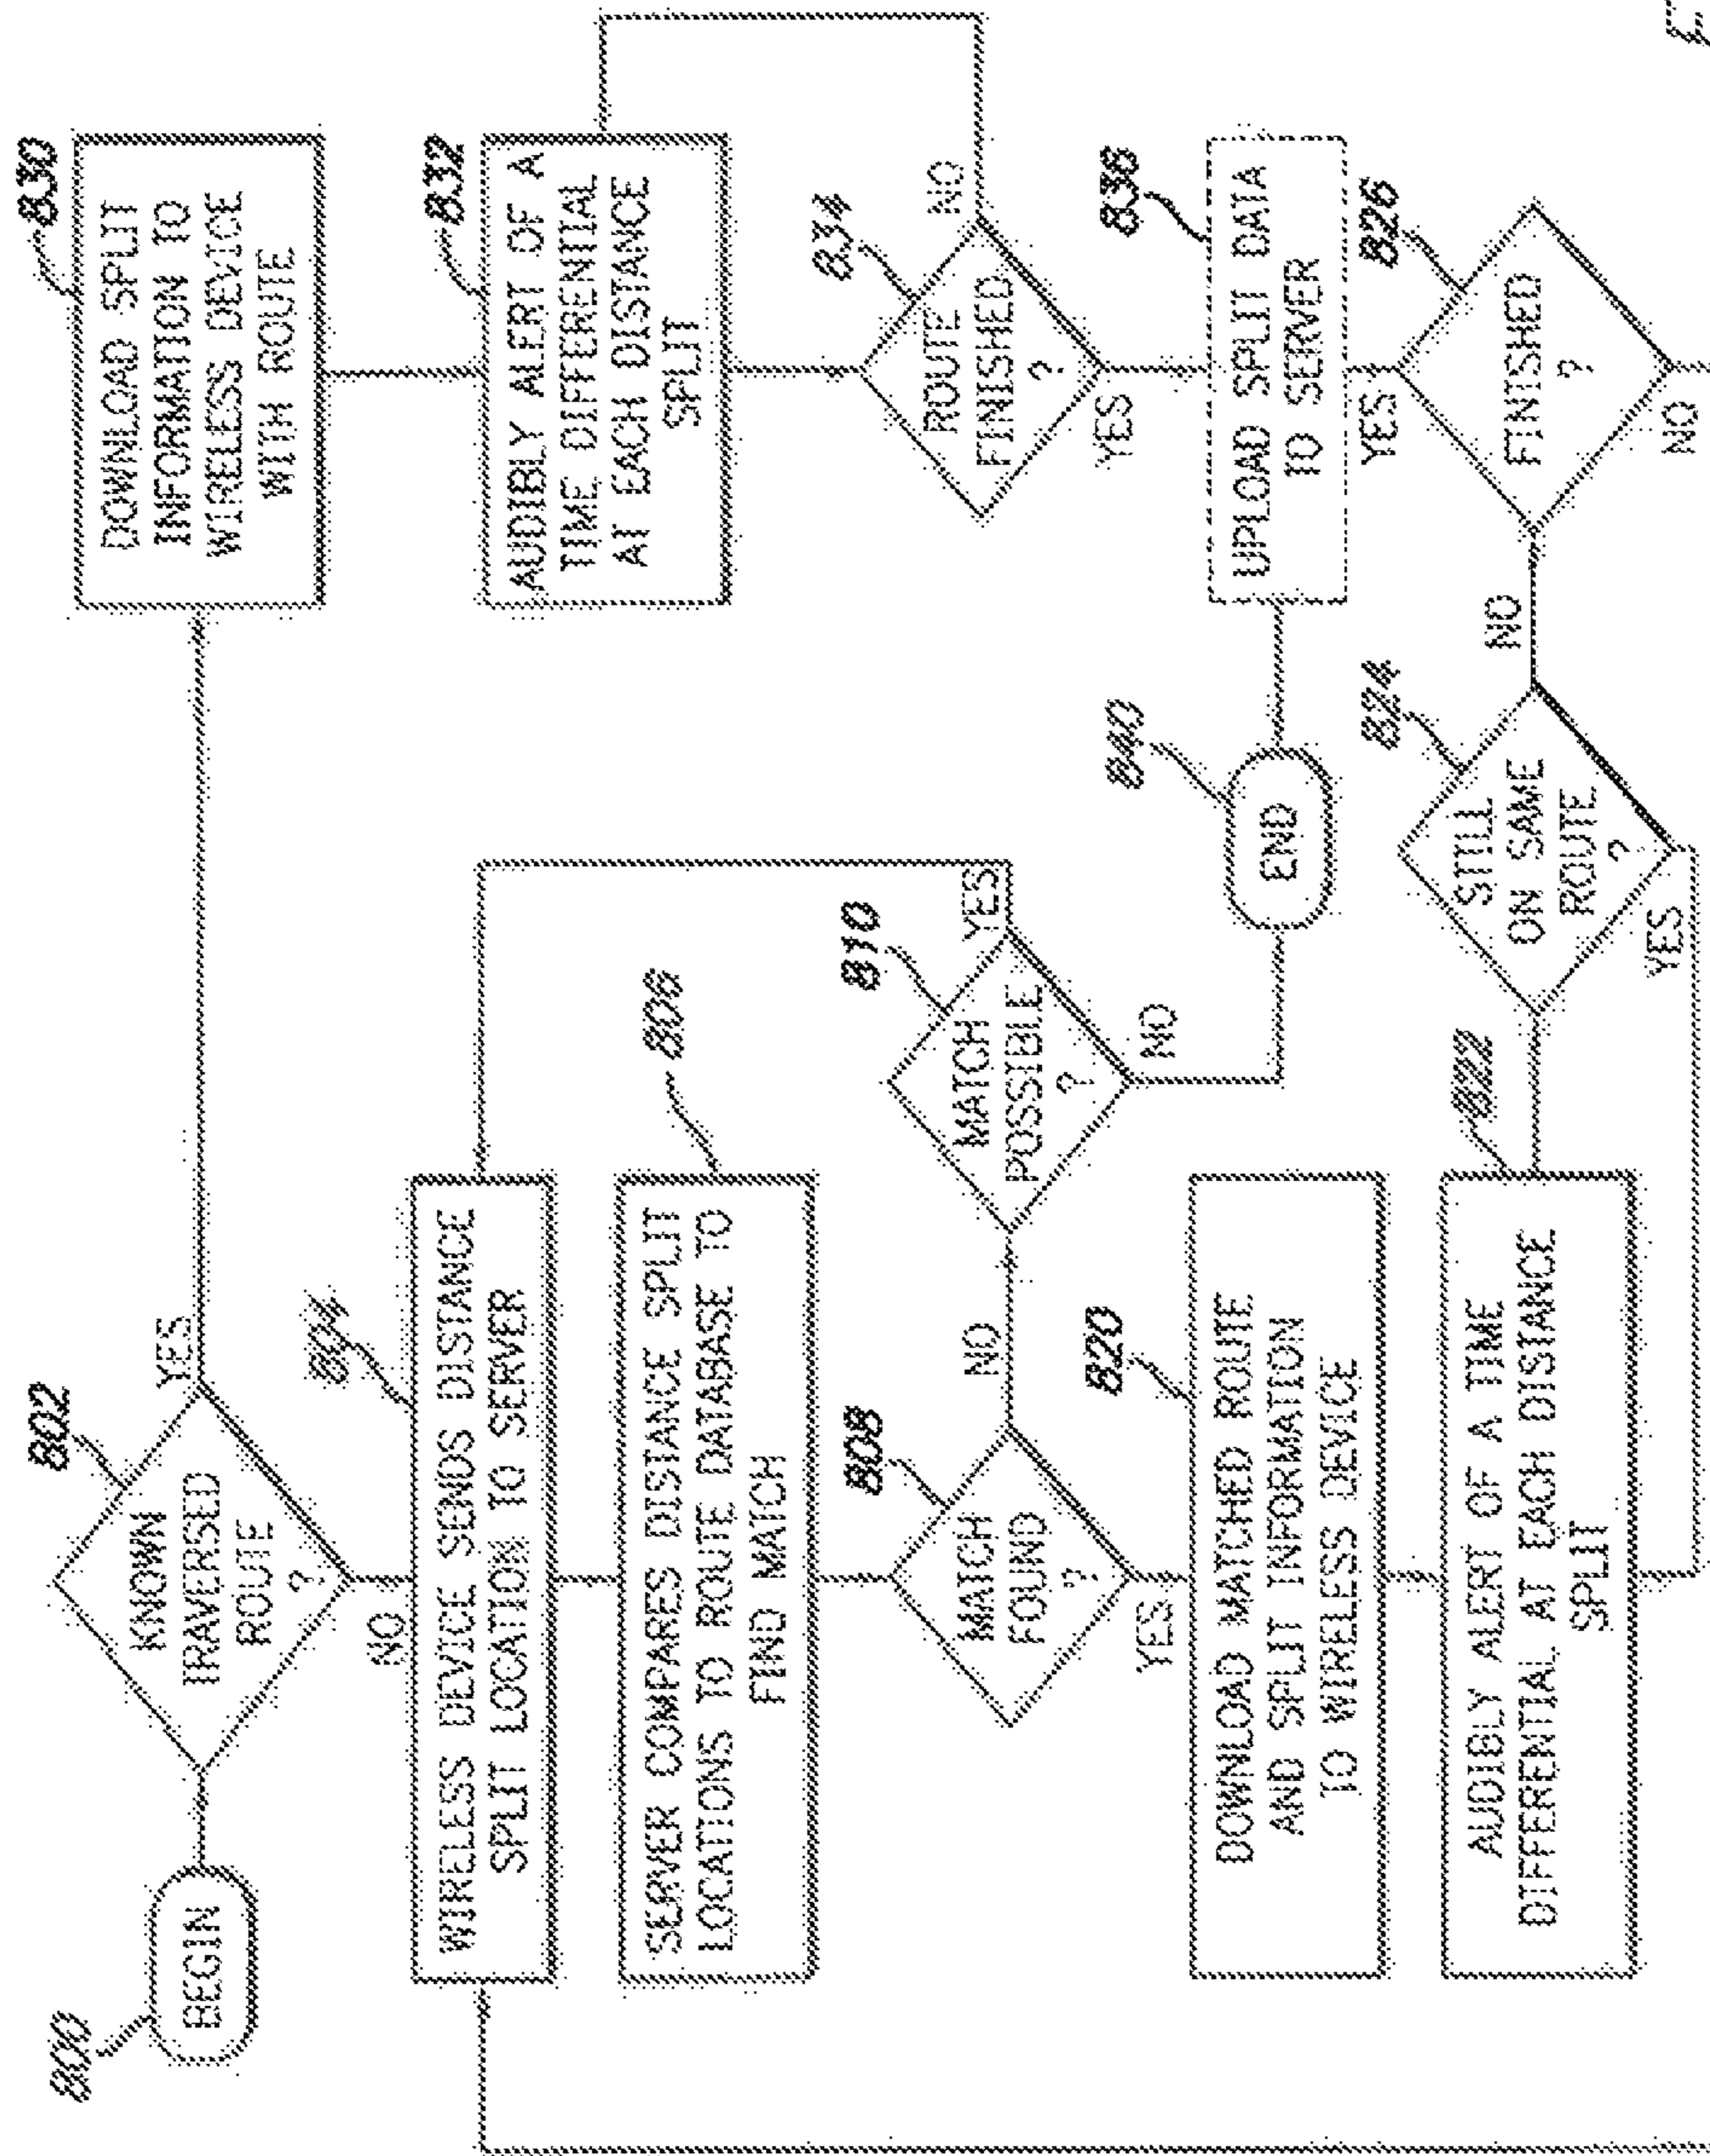 800
BEGIN
802
KNOWN
TRAVERSED
ROUTE
?
YES
NO
830
DOWNLOAD SPLIT
INFORMATION TO
WIRELESS DEVICE
WITH ROUTE
804
WIRELESS DEVICE SENDS DISTANCE
SPLIT LOCATION TO SERVER
832
AUDIBLY ALERT OF A
TIME DIFFERENTIAL
AT EACH DISTANCE
SPLIT
806
SERVER COMPARES DISTANCE SPLIT
LOCATIONS TO ROUTE DATABASE TO
FIND MATCH
808
MATCH
FOUND
?
NO
YES
810
MATCH
POSSIBLE
?
YES
NO
834
ROUTE
FINISHED
?
NO
YES
820
DOWNLOAD MATCHED ROUTE
AND SPLIT INFORMATION
TO WIRELESS DEVICE
840
END
836
UPLOAD SPLIT DATA
TO SERVER
822
AUDIBLY ALERT OF A TIME
DIFFERENTIAL AT EACH DISTANCE
SPLIT
824
STILL
ON SAME
ROUTE
?
YES
NO
826
FINISHED
?
YES
NO